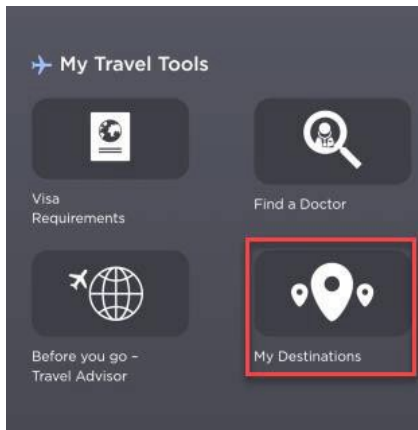 My Travel Tools
Visa
Requirements
Find a Doctor
Before you go –
Travel Advisor
My Destinations